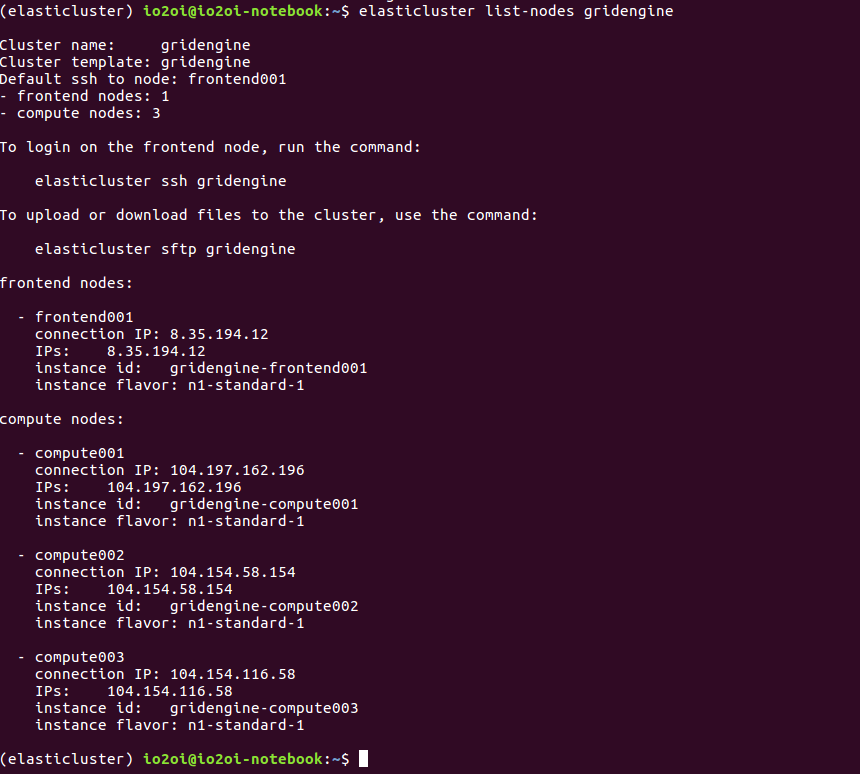 (elasticluster) io2oi@io2oi-notebook:~$ elasticluster list-nodes gridengine
Cluster name:     gridengine
Cluster template: gridengine
Default ssh to node: frontend001
- frontend nodes: 1
- compute nodes: 3
To login on the frontend node, run the command:
    elasticluster ssh gridengine
To upload or download files to the cluster, use the command:
    elasticluster sftp gridengine
frontend nodes:
  - frontend001
    connection IP: 8.35.194.12
    IPs:    8.35.194.12
    instance id:   gridengine-frontend001
    instance flavor: n1-standard-1
compute nodes:
  - compute001
    connection IP: 104.197.162.196
    IPs:    104.197.162.196
    instance id:   gridengine-compute001
    instance flavor: n1-standard-1
  - compute002
    connection IP: 104.154.58.154
    IPs:    104.154.58.154
    instance id:   gridengine-compute002
    instance flavor: n1-standard-1
  - compute003
    connection IP: 104.154.116.58
    IPs:    104.154.116.58
    instance id:   gridengine-compute003
    instance flavor: n1-standard-1
(elasticluster) io2oi@io2oi-notebook:~$